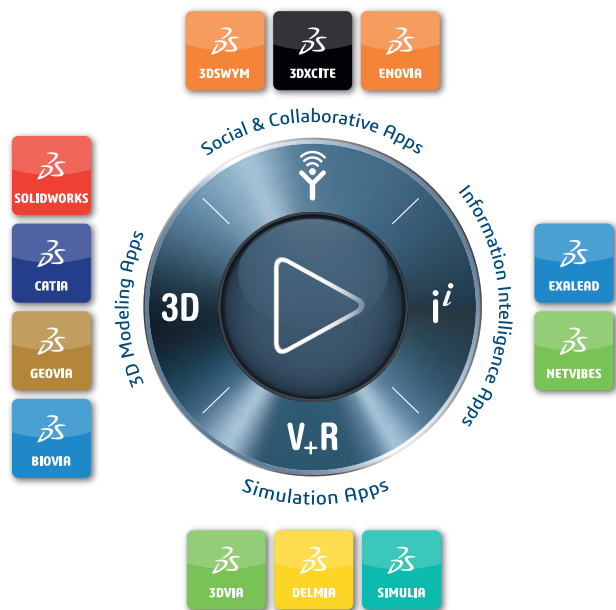 3DSWYM
3DXCITE
ENOVIA
Social & Collaborative Apps
SOLIDWORKS
CATIA
GEOVIA
BIOVIA
3D Modeling Apps
3D
i i
Information Intelligence Apps
EXALEAD
NETVIBES
V+R
Simulation Apps
3DVIA
DELMIA
SIMULIA